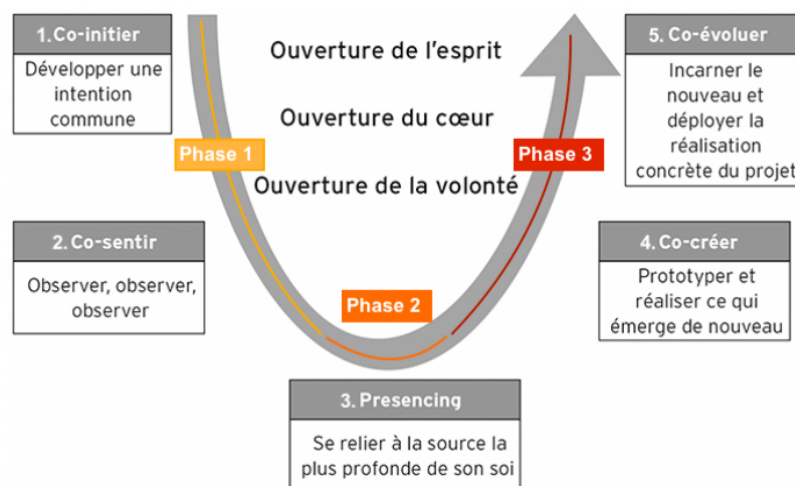 1. Co-initier
Développer une
intention
commune
Ouverture de l'esprit
Ouverture du cœur
Ouverture de la volonté
5. Co-évoluer
Incarner le
nouveau et
déployer la
réalisation
concrète du projet
Phase 1
Phase 3
2. Co-sentir
Observer, observer,
observer
Phase 2
4. Co-créer
Prototyper et
réaliser ce qui
émerge de nouveau
3. Presencing
Se relier à la source la
plus profonde de son soi